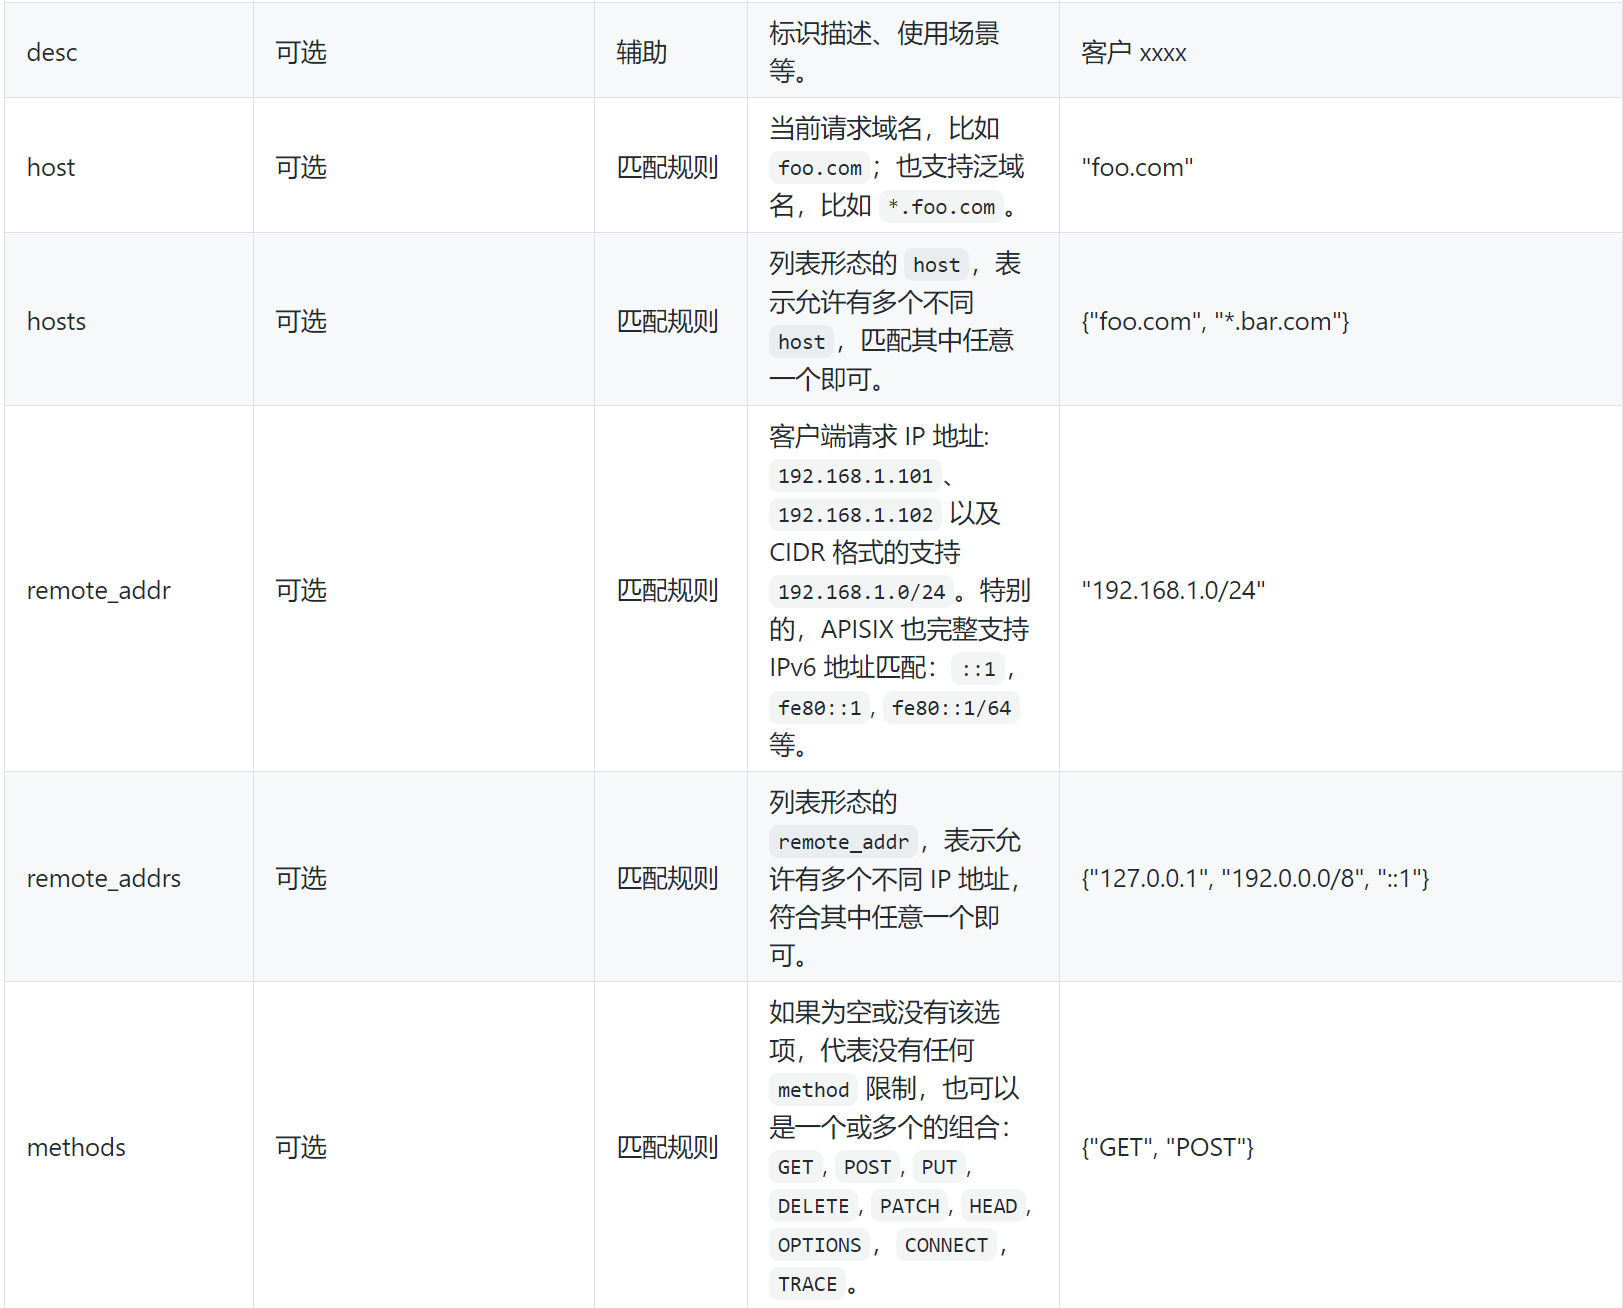 desc
可选
辅助
标识描述、使用场景
等。
客户 xxxx
host
可选
匹配规则
当前请求域名，比如
foo.com；也支持泛域
名，比如 *.foo.com。
"foo.com"
hosts
可选
匹配规则
列表形态的 host，表
示允许有多个不同
host，匹配其中任意
一个即可。
{"foo.com", "*.bar.com"}
remote_addr
可选
匹配规则
客户端请求 IP 地址:
192.168.1.101、
192.168.1.102 以及
CIDR 格式的支持
192.168.1.0/24。特别
的，APISIX 也完整支持
IPv6 地址匹配：::1，
fe80::1, fe80::1/64
等。
"192.168.1.0/24"
remote_addrs
可选
匹配规则
列表形态的
remote_addr，表示允
许有多个不同 IP 地址，
符合其中任意一个即
可。
{"127.0.0.1", "192.0.0.0/8", "::1"}
methods
可选
匹配规则
如果为空或没有该选
项，代表没有任何
method 限制，也可以
是一个或多个的组合：
GET, POST, PUT,
DELETE, PATCH, HEAD,
OPTIONS，CONNECT，
TRACE。
{"GET", "POST"}